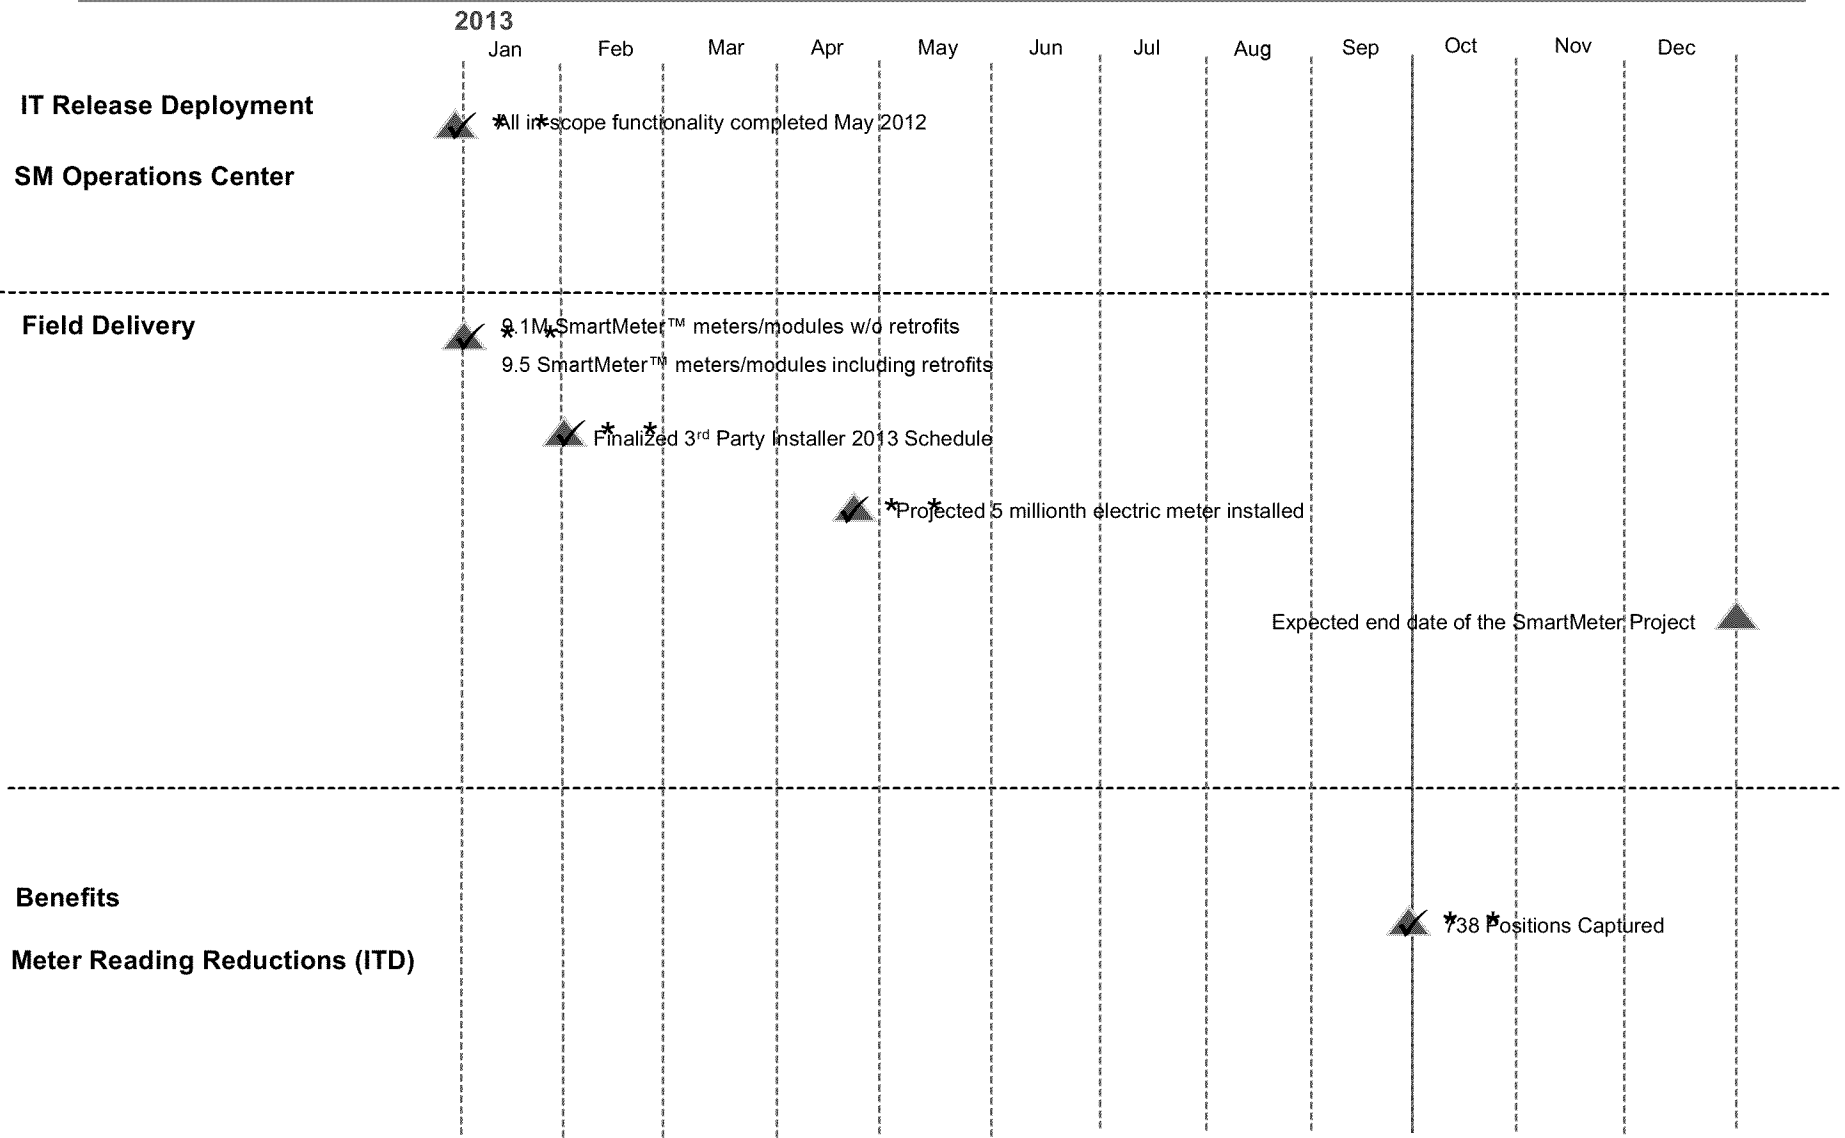 2013
Jan Feb Mar Apr May Jun Jul Aug Sep Oct Nov Dec
IT Release Deployment
* * All in-scope functionality completed May 2012
SM Operations Center
Field Delivery
* * 9.1M SmartMeter™ meters/modules w/o retrofits
9.5 SmartMeter™ meters/modules including retrofits
* * Finalized 3rd Party Installer 2013 Schedule
* * Projected 5 millionth electric meter installed
Expected end date of the SmartMeter Project
Benefits
* * 738 Positions Captured
Meter Reading Reductions (ITD)